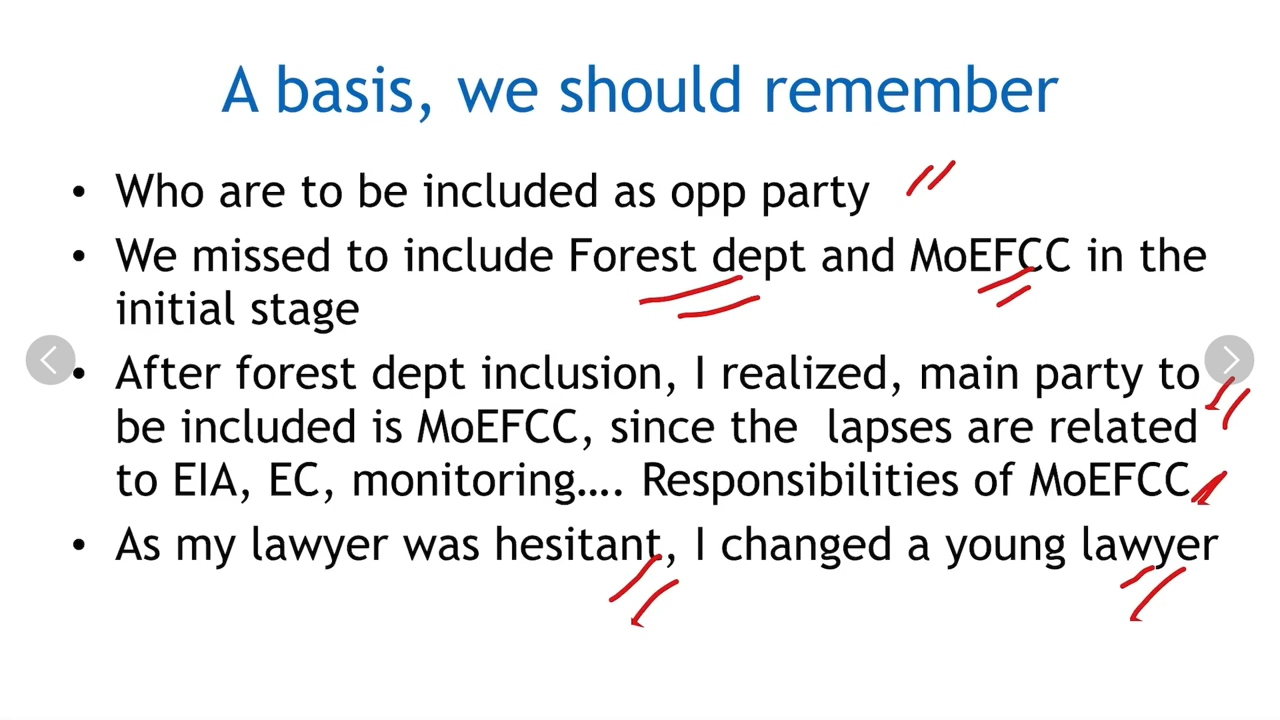 A basis, we should remember
• Who are to be included as opp party
• We missed to include Forest dept and MoEFCC in the
initial stage
• After forest dept inclusion, I realized, main party to
be included is MoEFCC, since the lapses are related
to EIA, EC, monitoring…. Responsibilities of MoEFCC
• As my lawyer was hesitant, I changed a young lawyer